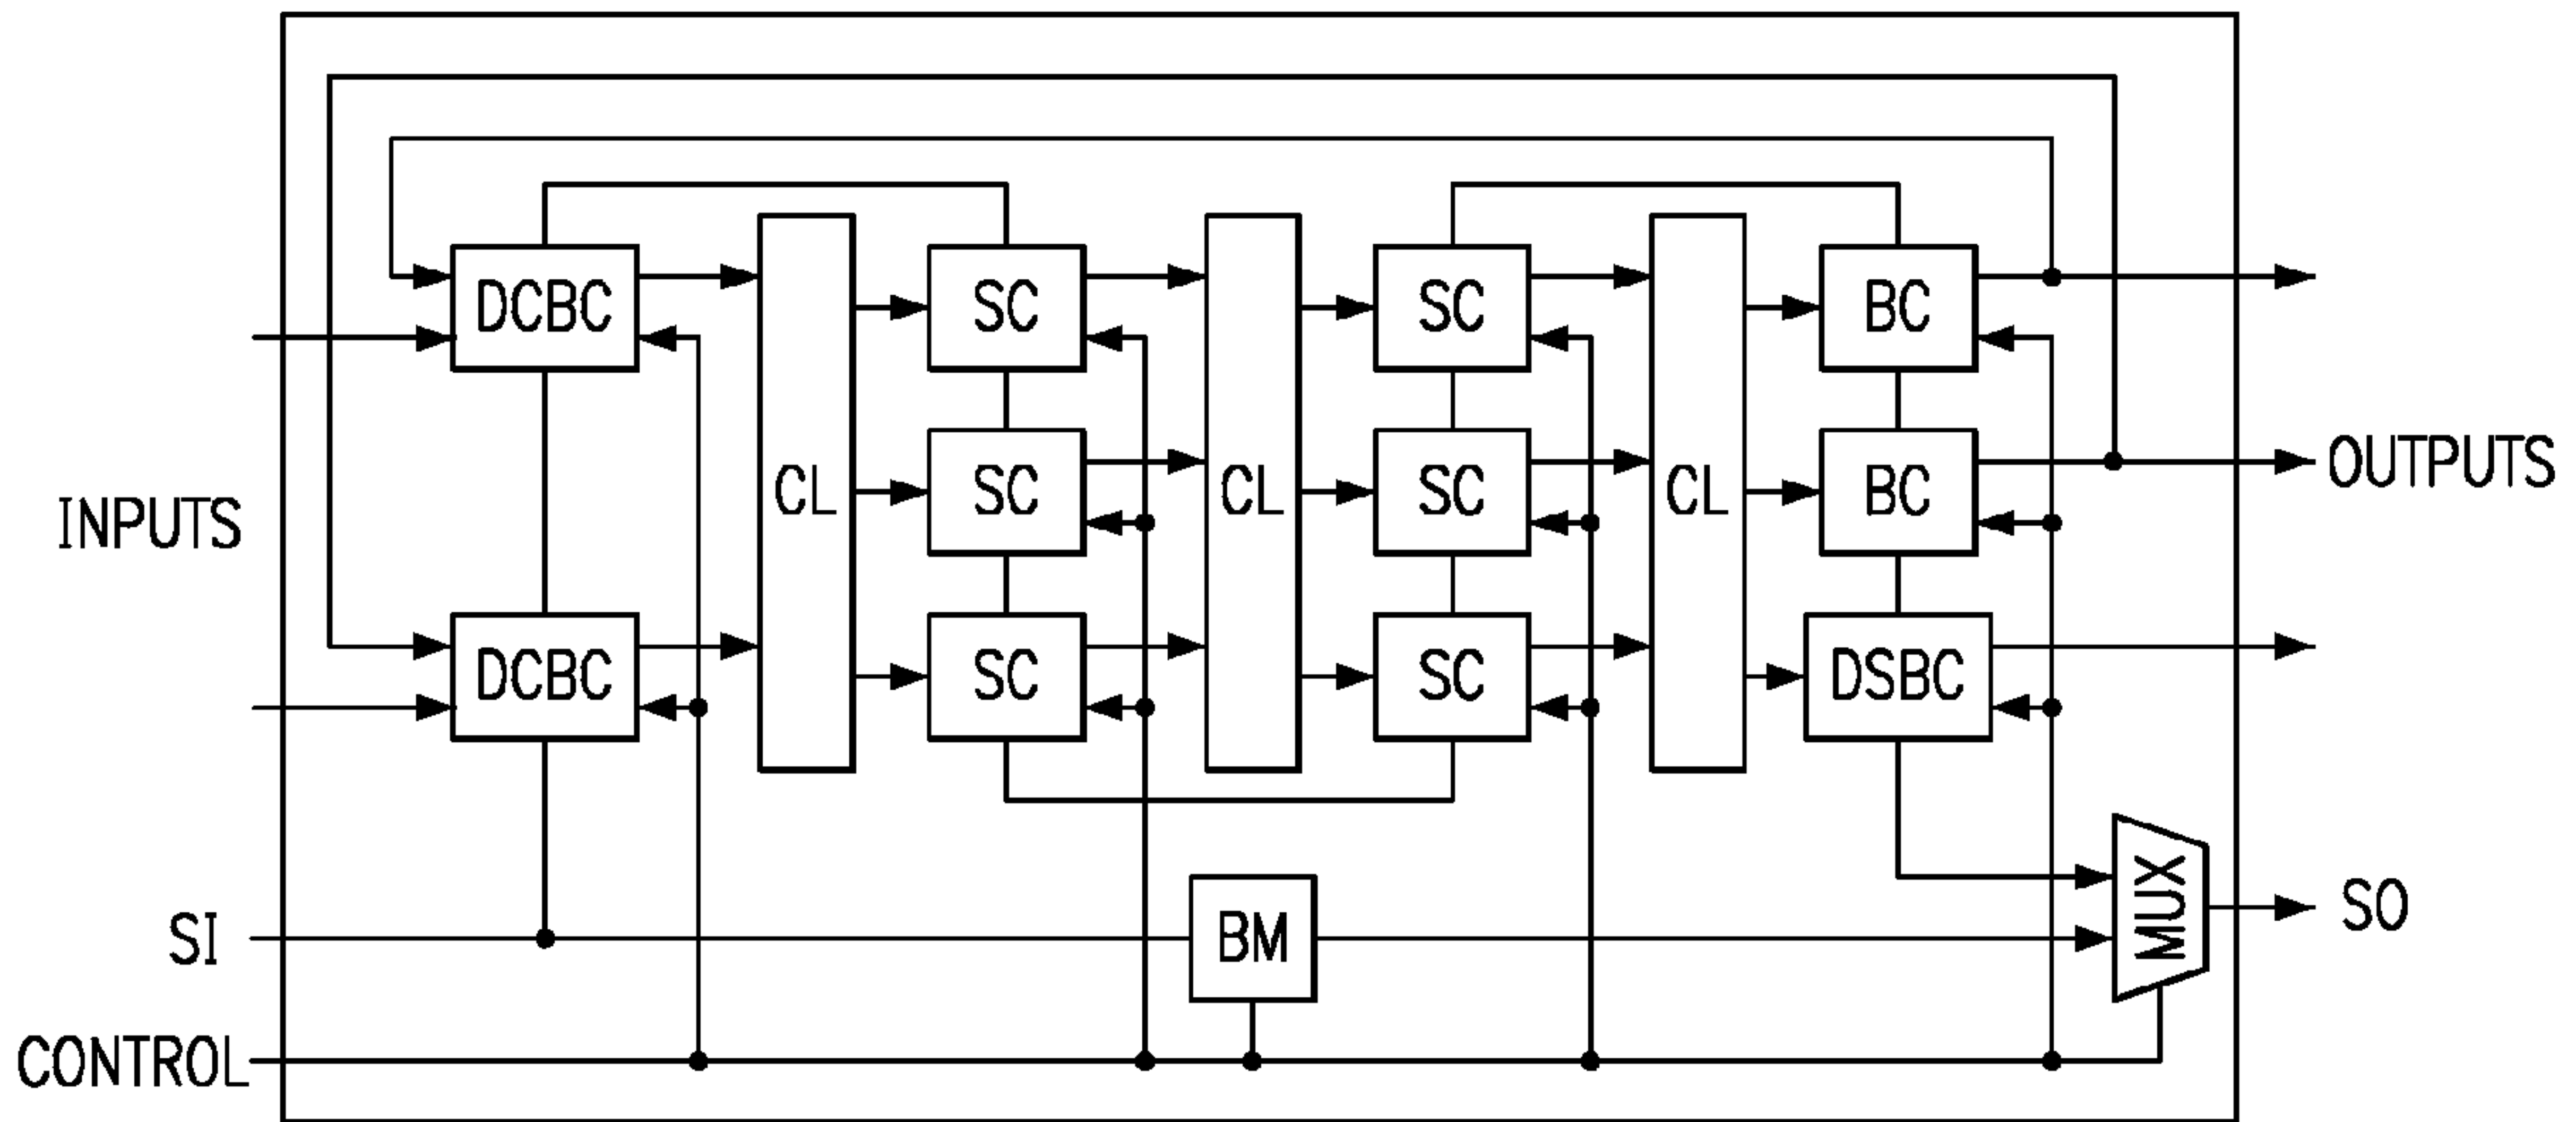 DCBC
SC
SC
BC
INPUTS
CL
SC
CL
SC
CL
BC
OUTPUTS
DCBC
SC
SC
DSBC
SI
BM
MUX
SO
CONTROL